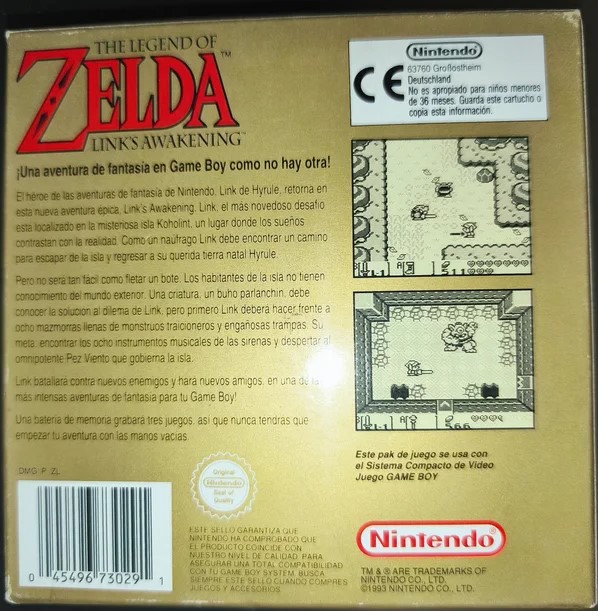 THE LEGEND OF
ZELDA™
LINK'S AWAKENING
¡Una aventura de fantasía en Game Boy como no hay otra!
El héroe de las aventuras de fantasía de Nintendo, Link de Hyrule, retorna en
esta nueva aventura épica, Link's Awakening. Link, el más novedoso desafío
está localizado en la misteriosa isla Koholint, un lugar donde los sueños
contrastan con la realidad. Como un náufrago Link debe encontrar un camino
para escapar de la isla y regresar a su querida tierra natal Hyrule.
Pero no será tan fácil como fletar un bote. Los habitantes de la isla no tienen
conocimiento del mundo exterior. Una criatura, un buho parlanchín, debe
conocer la solución al dilema de Link, pero primero Link deberá hacer frente a
ocho mazmorras llenas de monstruos traicioneros y engañosas trampas. Su
meta: encontrar los ocho instrumentos musicales de las sirenas y despertar al
omnipotente Pez Viento que gobierna la isla.
Link batallará contra nuevos enemigos y hará nuevos amigos, en una de las
más intensas aventuras de fantasía para tu Game Boy!
Una batería de memoria grabará tres juegos, así que nunca tendrás que
empezar tu aventura con las manos vacías.
DMG P ZL
0 45496 73029 1
Original
Nintendo
Seal of
Quality
ESTE SELLO GARANTIZA QUE
NINTENDO HA COMPROBADO QUE
EL PRODUCTO COINCIDE CON
NUESTRO NIVEL DE CALIDAD. PARA
ASEGURAR UNA TOTAL COMPATIBILIDAD
CON TU GAME BOY SYSTEM, BUSCA
SIEMPRE ESTE SELLO CUANDO COMPRES
JUEGOS Y ACCESORIOS.
CE
Nintendo
63760 Großostheim
Deutschland
No es apropiado para niños menores
de 36 meses. Guarda este cartucho o
copia esta información.
Este pak de juego se usa con
el Sistema Compacto de Video
Juego GAME BOY
Nintendo
TM & ® ARE TRADEMARKS OF
NINTENDO CO., LTD.
©1993 NINTENDO CO., LTD.